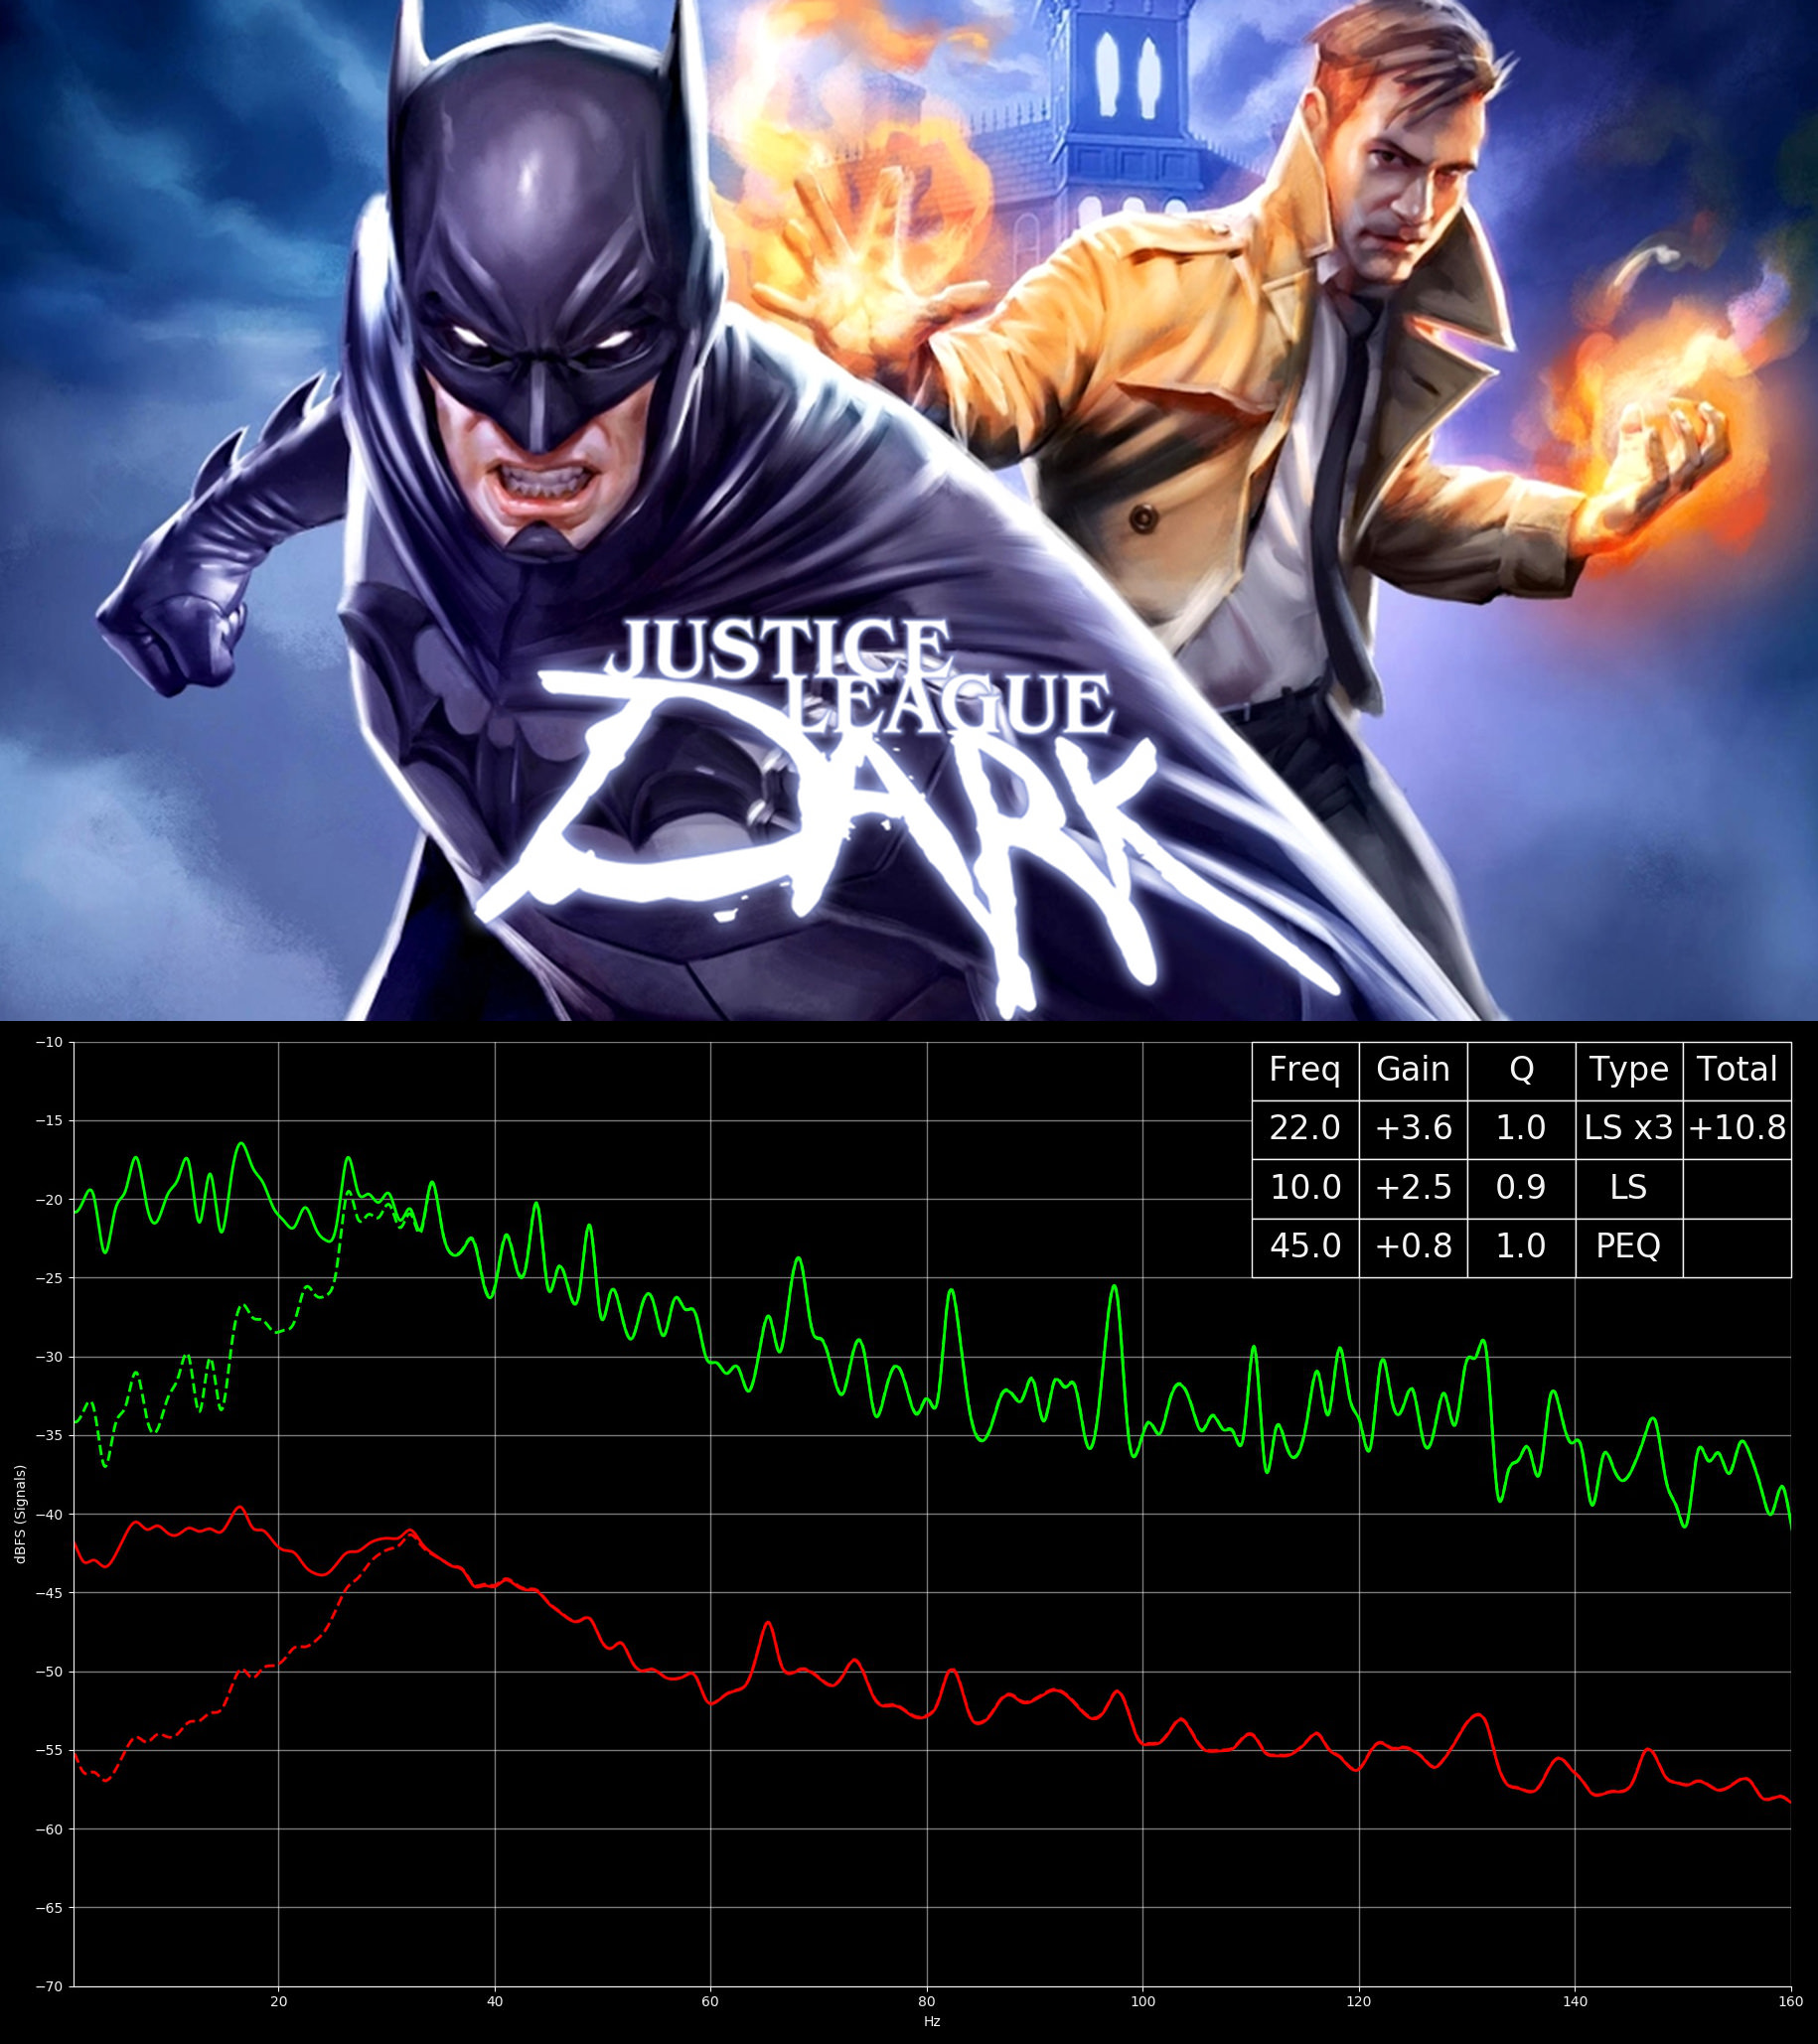 JUSTICE
LEAGUE
DARK
Freq Gain Q Type Total
22.0 +3.6 1.0 LS x3 +10.8
10.0 +2.5 0.9 LS
45.0 +0.8 1.0 PEQ
−10
−15
−20
−25
−30
−35
−40
−45
−50
−55
−60
−65
−70
dBFS (Signals)
20 40 60 80 100 120 140 160
Hz